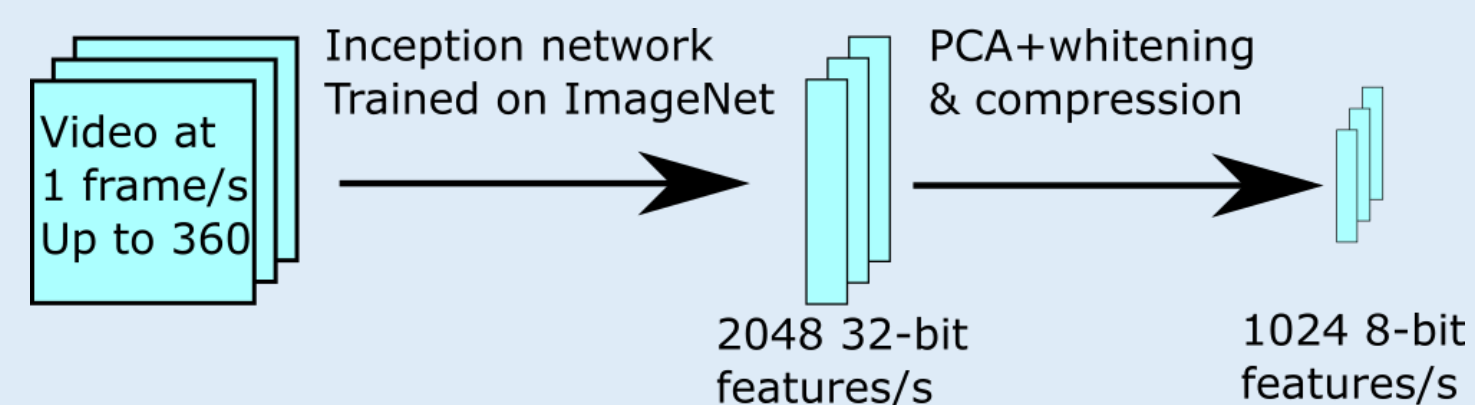 Video at
1 frame/s
Up to 360
Inception network
Trained on ImageNet
2048 32-bit
features/s
PCA+whitening
& compression
1024 8-bit
features/s